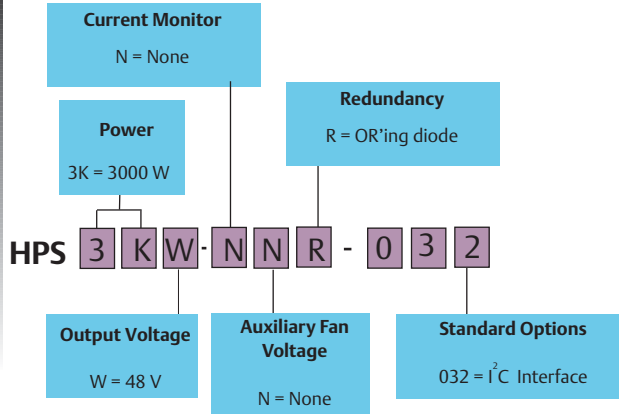 Current Monitor
N = None
Redundancy
R = OR'ing diode
Power
3K = 3000 W
HPS 3 K W - N N R - 0 3 2
Output Voltage
W = 48 V
Auxiliary Fan
Voltage
N = None
Standard Options
032 = I²C Interface